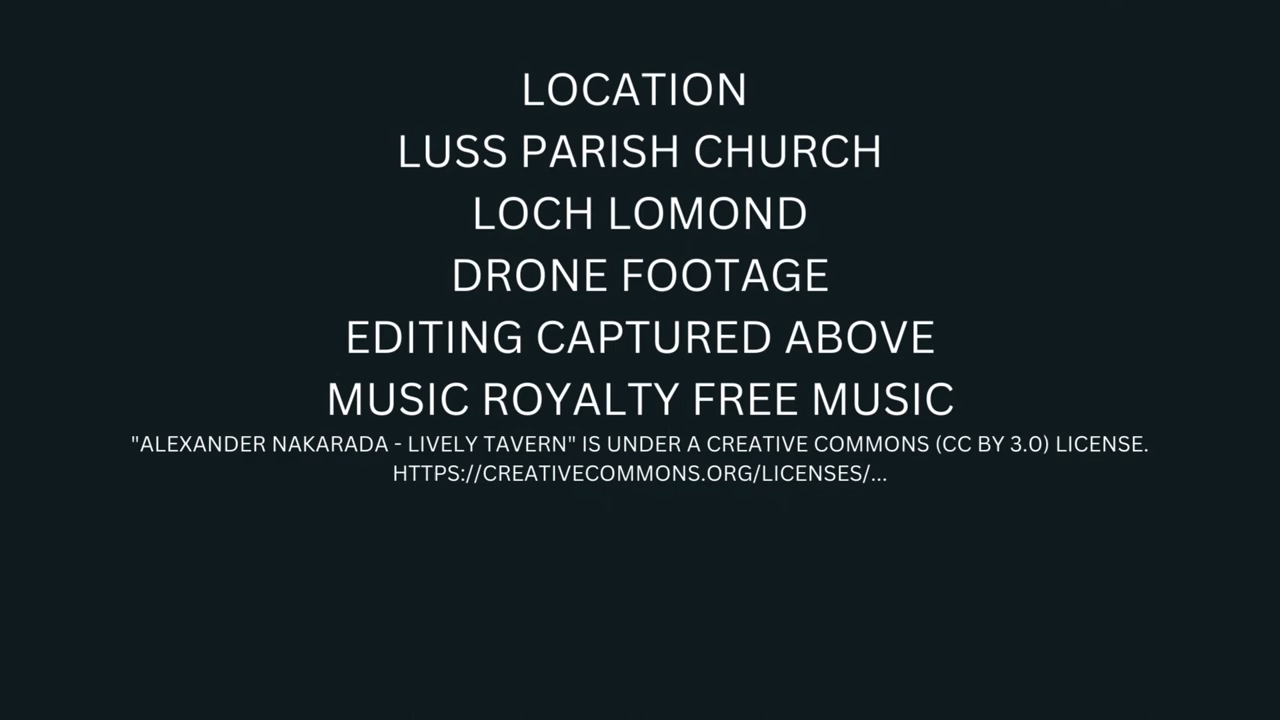 LOCATION
LUSS PARISH CHURCH
LOCH LOMOND
DRONE FOOTAGE
EDITING CAPTURED ABOVE
MUSIC ROYALTY FREE MUSIC
"ALEXANDER NAKARADA - LIVELY TAVERN" IS UNDER A CREATIVE COMMONS (CC BY 3.0) LICENSE.
HTTPS://CREATIVECOMMONS.ORG/LICENSES/...